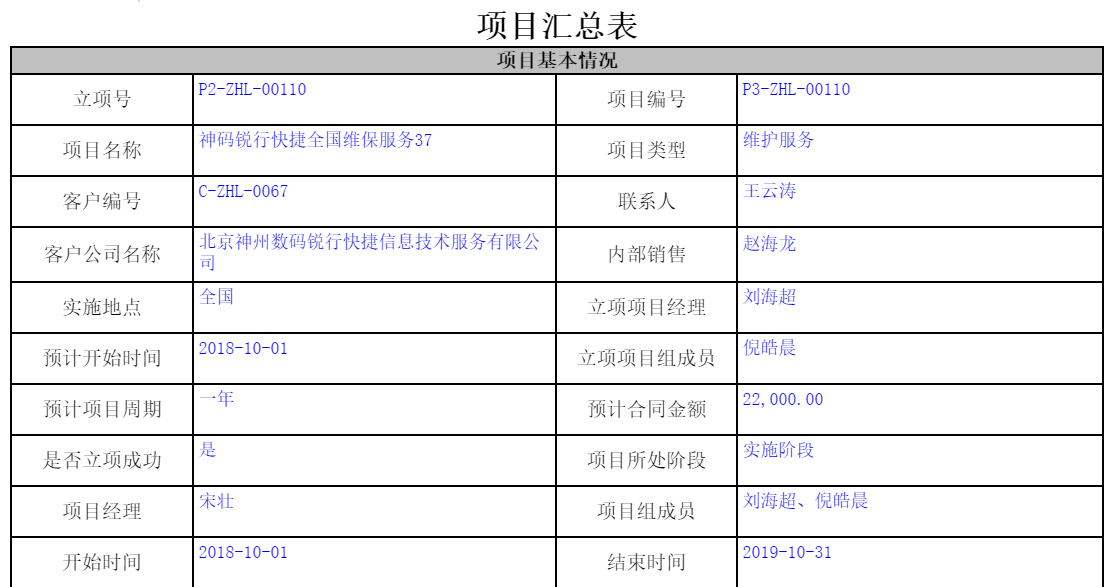 项目汇总表
项目基本情况
立项号 P2-ZHL-00110 项目编号 P3-ZHL-00110
项目名称 神码锐行快捷全国维保服务37 项目类型 维护服务
客户编号 C-ZHL-0067 联系人 王云涛
客户公司名称 北京神州数码锐行快捷信息技术服务有限公
司 内部销售 赵海龙
实施地点 全国 立项项目经理 刘海超
预计开始时间 2018-10-01 立项项目组成员 倪皓晨
预计项目周期 一年 预计合同金额 22,000.00
是否立项成功 是 项目所处阶段 实施阶段
项目经理 宋壮 项目组成员 刘海超、倪皓晨
开始时间 2018-10-01 结束时间 2019-10-31